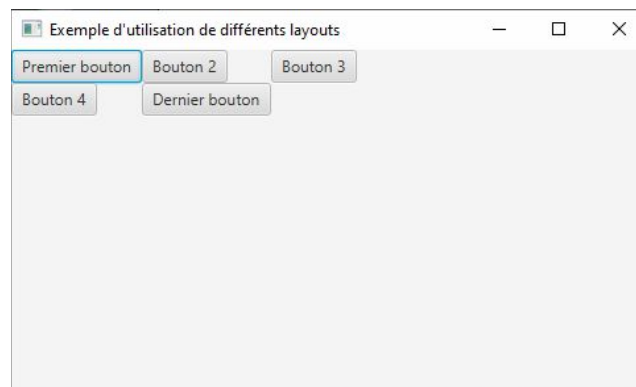 Exemple d'utilisation de différents layouts
Premier bouton Bouton 2 Bouton 3
Bouton 4 Dernier bouton